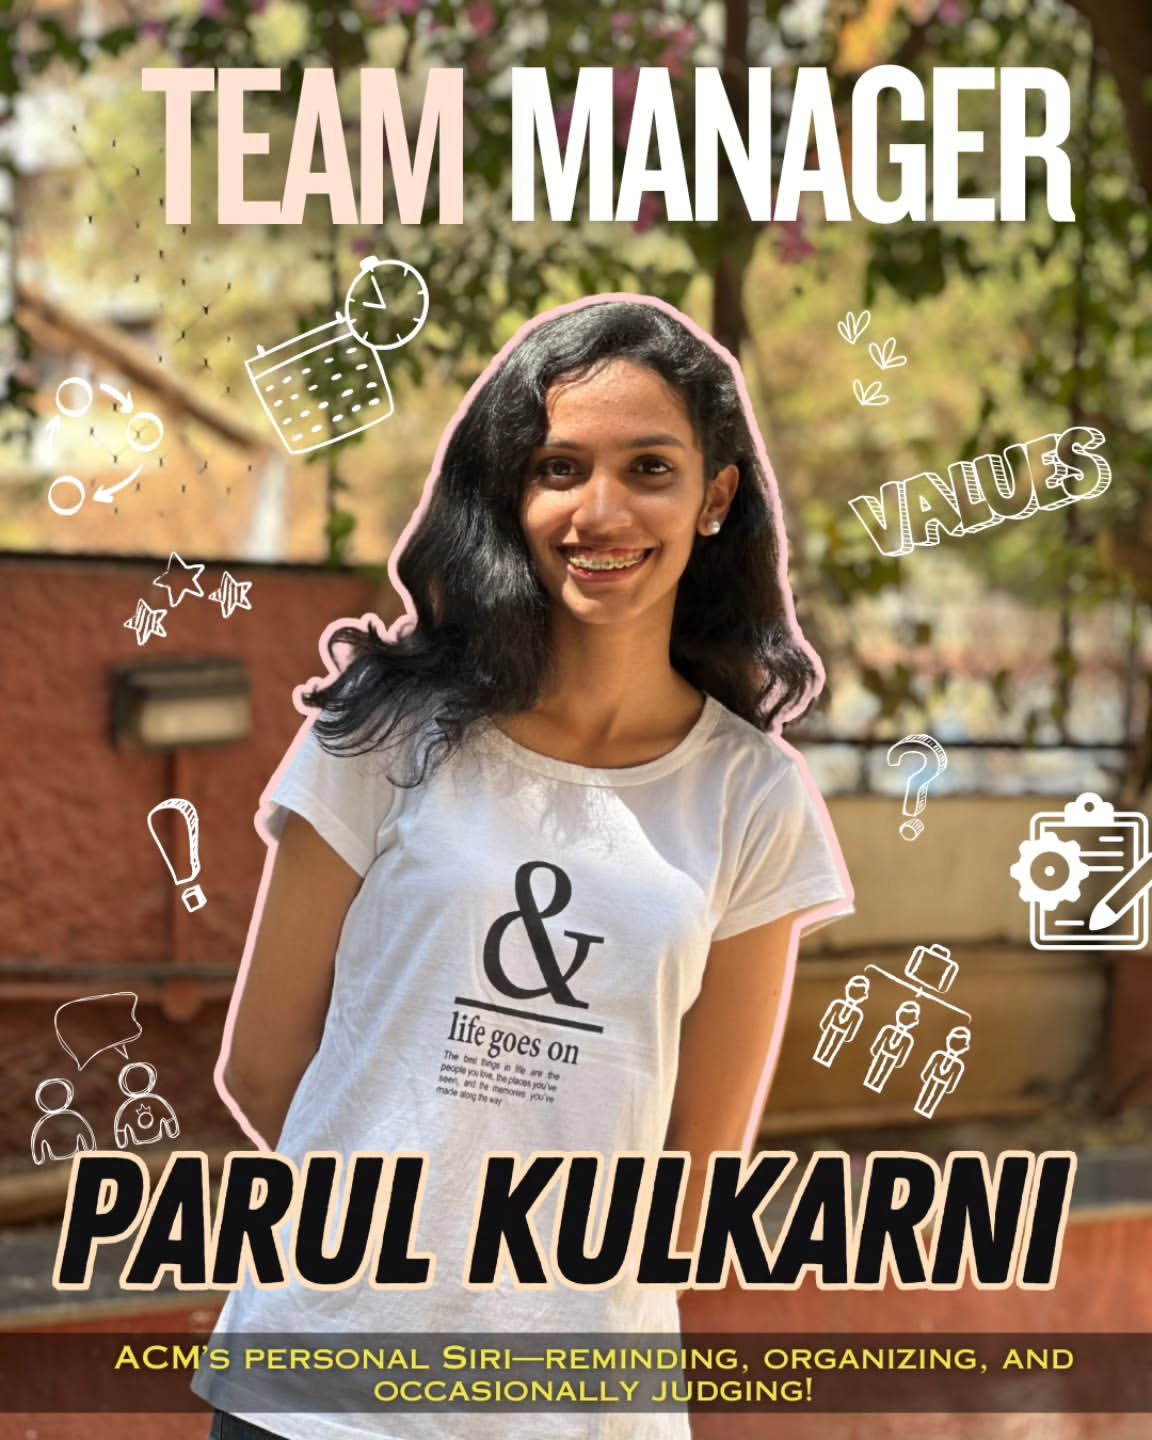 TEAM MANAGER
VALUES
&
life goes on
The best things in life are the
people you love, the places you've
seen, and the memories you've
made along the way
PARUL KULKARNI
ACM's personal Siri—reminding, organizing, and
occasionally judging!